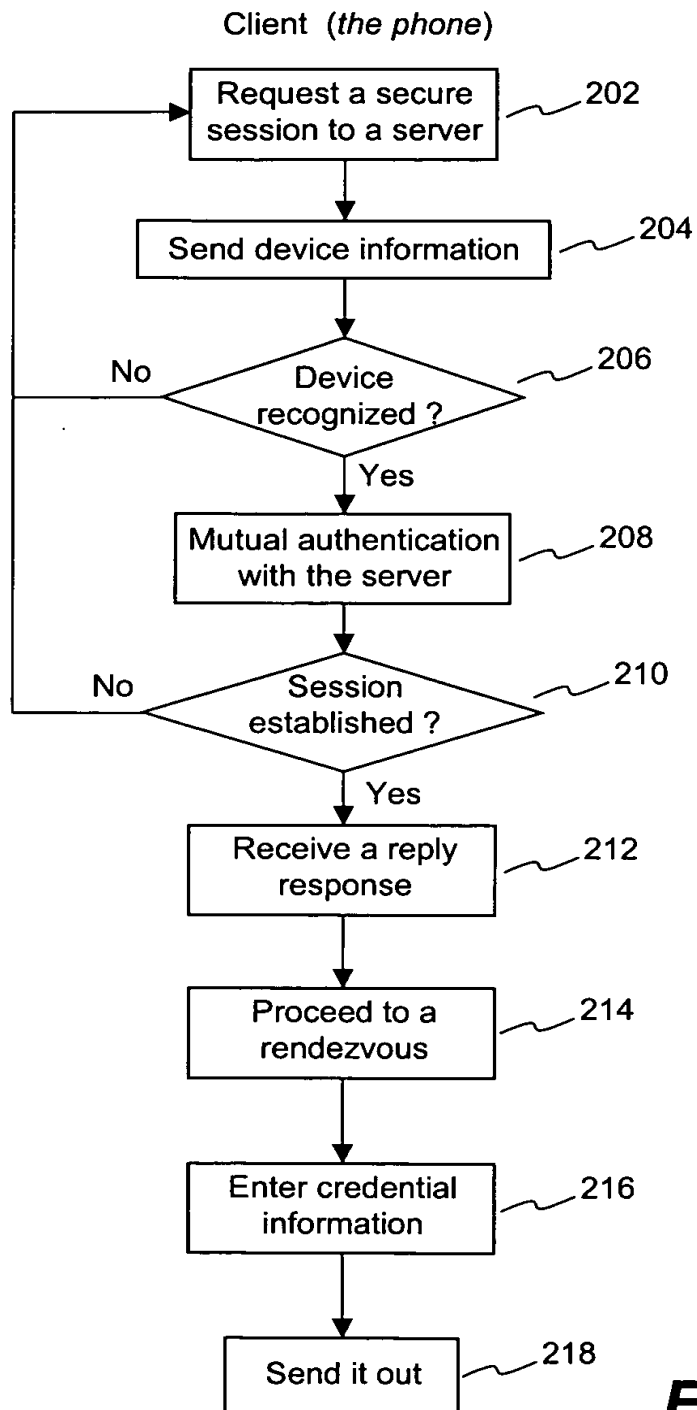 Client (the phone)
Request a secure
session to a server
202
Send device information
204
No
Device
recognized ?
206
Yes
Mutual authentication
with the server
208
No
Session
established ?
210
Yes
Receive a reply
response
212
Proceed to a
rendezvous
214
Enter credential
information
216
Send it out
218